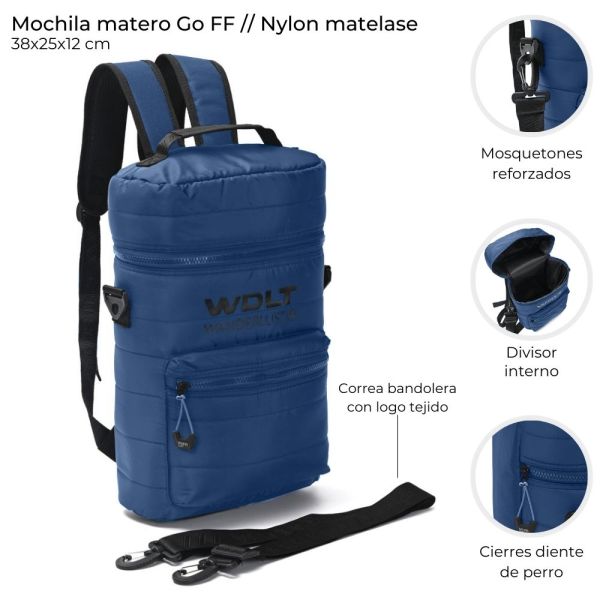 Mochila matero Go FF // Nylon matelase
38x25x12 cm
Mosquetones
reforzados
WDLT
Divisor
interno
Correa bandolera
con logo tejido
Cierres diente
de perro